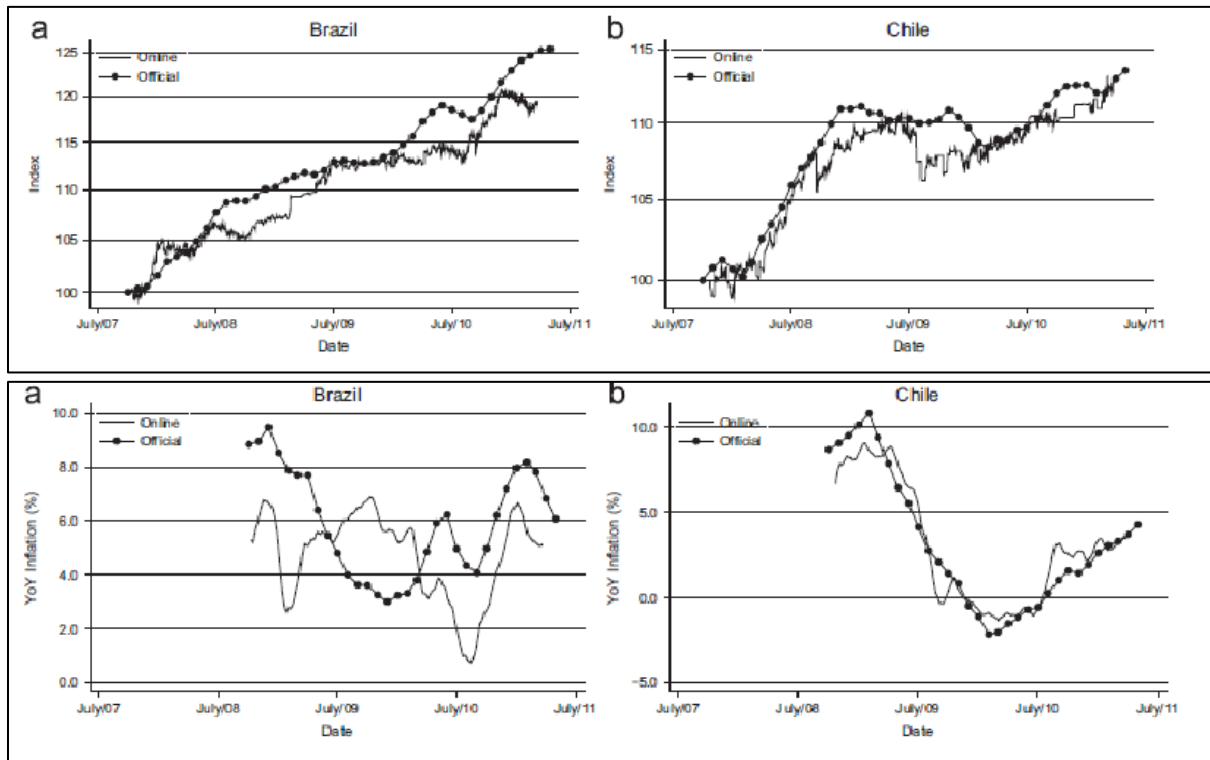 a
Brazil
Online
Official
125
120
115
110
105
100
Index
July/07
July/08
July/09
July/10
July/11
Date
b
Chile
Online
Official
115
110
105
100
Index
July/07
July/08
July/09
July/10
July/11
Date
a
Brazil
Online
Official
10.0
8.0
6.0
4.0
2.0
0.0
YoY Inflation (%)
July/07
July/08
July/09
July/10
July/11
Date
b
Chile
Online
Official
10.0
5.0
0.0
−5.0
YoY Inflation (%)
July/07
July/08
July/09
July/10
July/11
Date